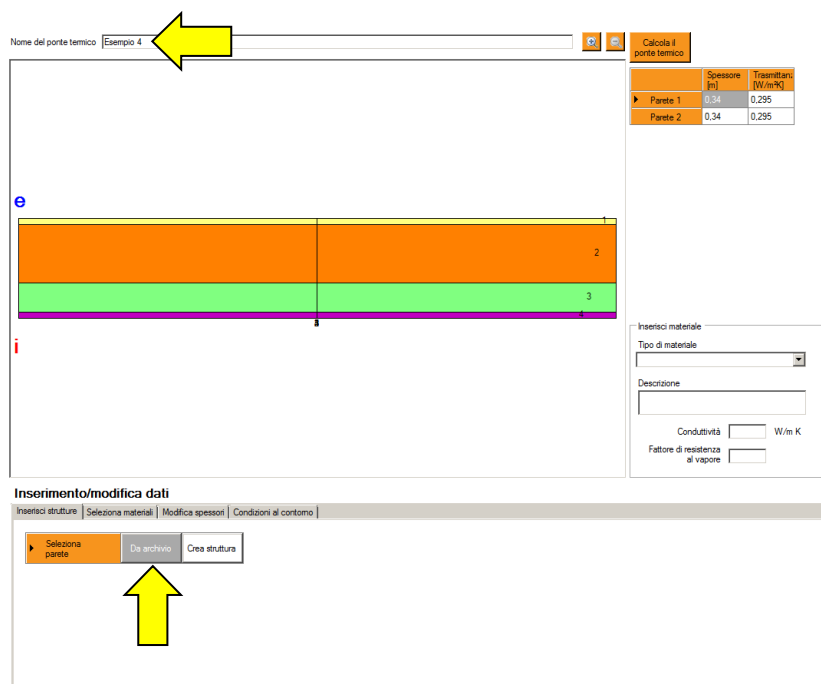 Nome del ponte termico
Esempio 4
Calcola il
ponte termico
Spessore
[m]
Trasmittanz
[W/m²K]
Parete 1
0,34
0,295
Parete 2
0,34
0,295
e
1
2
3
4
i
Inserisci materiale
Tipo di materiale
Descrizione
Conduttività
W/m K
Fattore di resistenza
al vapore
Inserimento/modifica dati
Inserisci strutture
Seleziona materiali
Modifica spessori
Condizioni al contorno
Seleziona
parete
Da archivio
Crea struttura